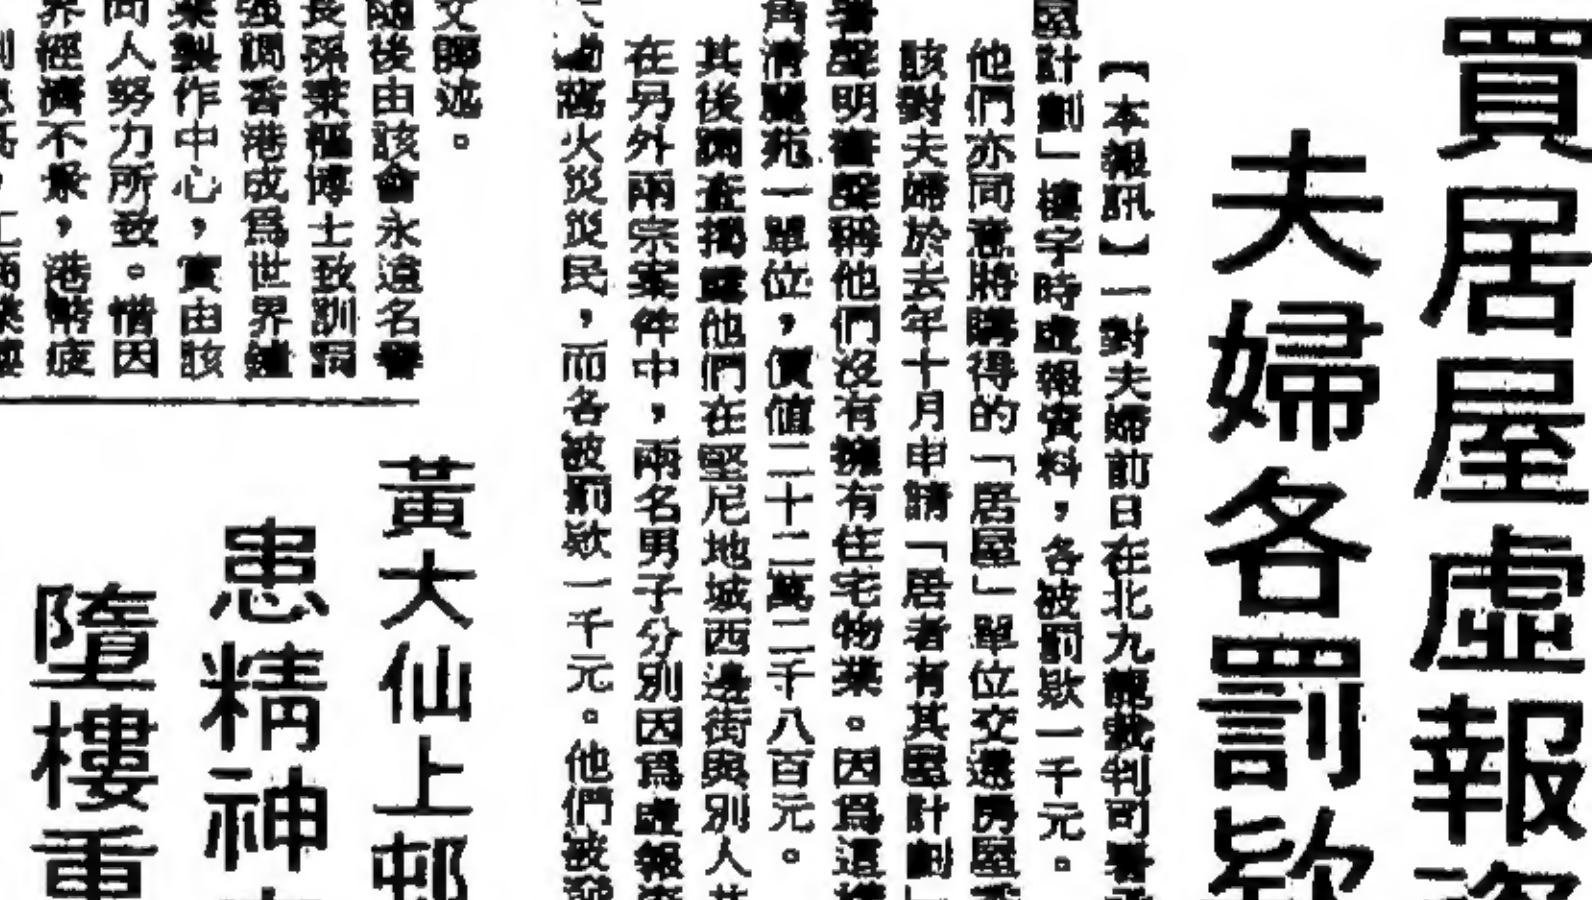 買居屋虛報
夫婦各罰欵
【本報訊】一對夫婦前日在北九龍裁判司署
屋計劃」樓宇時虛報資料，各被罰欵一千元。
他們亦同意將購得的「居屋」單位交還房屋
該對夫婦於去年十月申請「居者有其屋計劃」
署聲明書聲稱他們沒有擁有住宅物業。因為這
角清麗苑一單位，價值二十二萬二千八百元。
其後調查揭露他們在堅尼地城西邊街與別人
在另外兩宗案件中，兩名男子分別因爲虛報
火災災民，而各被罰欵一千元。他們被
文師述。
隨後由該會永遠名譽
長孫秉樞博士致訓詞
強調香港成爲世界鐘
業製作中心，實由該
同人努力所致。惜因
界經濟不景，港幣疲
黃大仙上邨
患精神
墮樓重